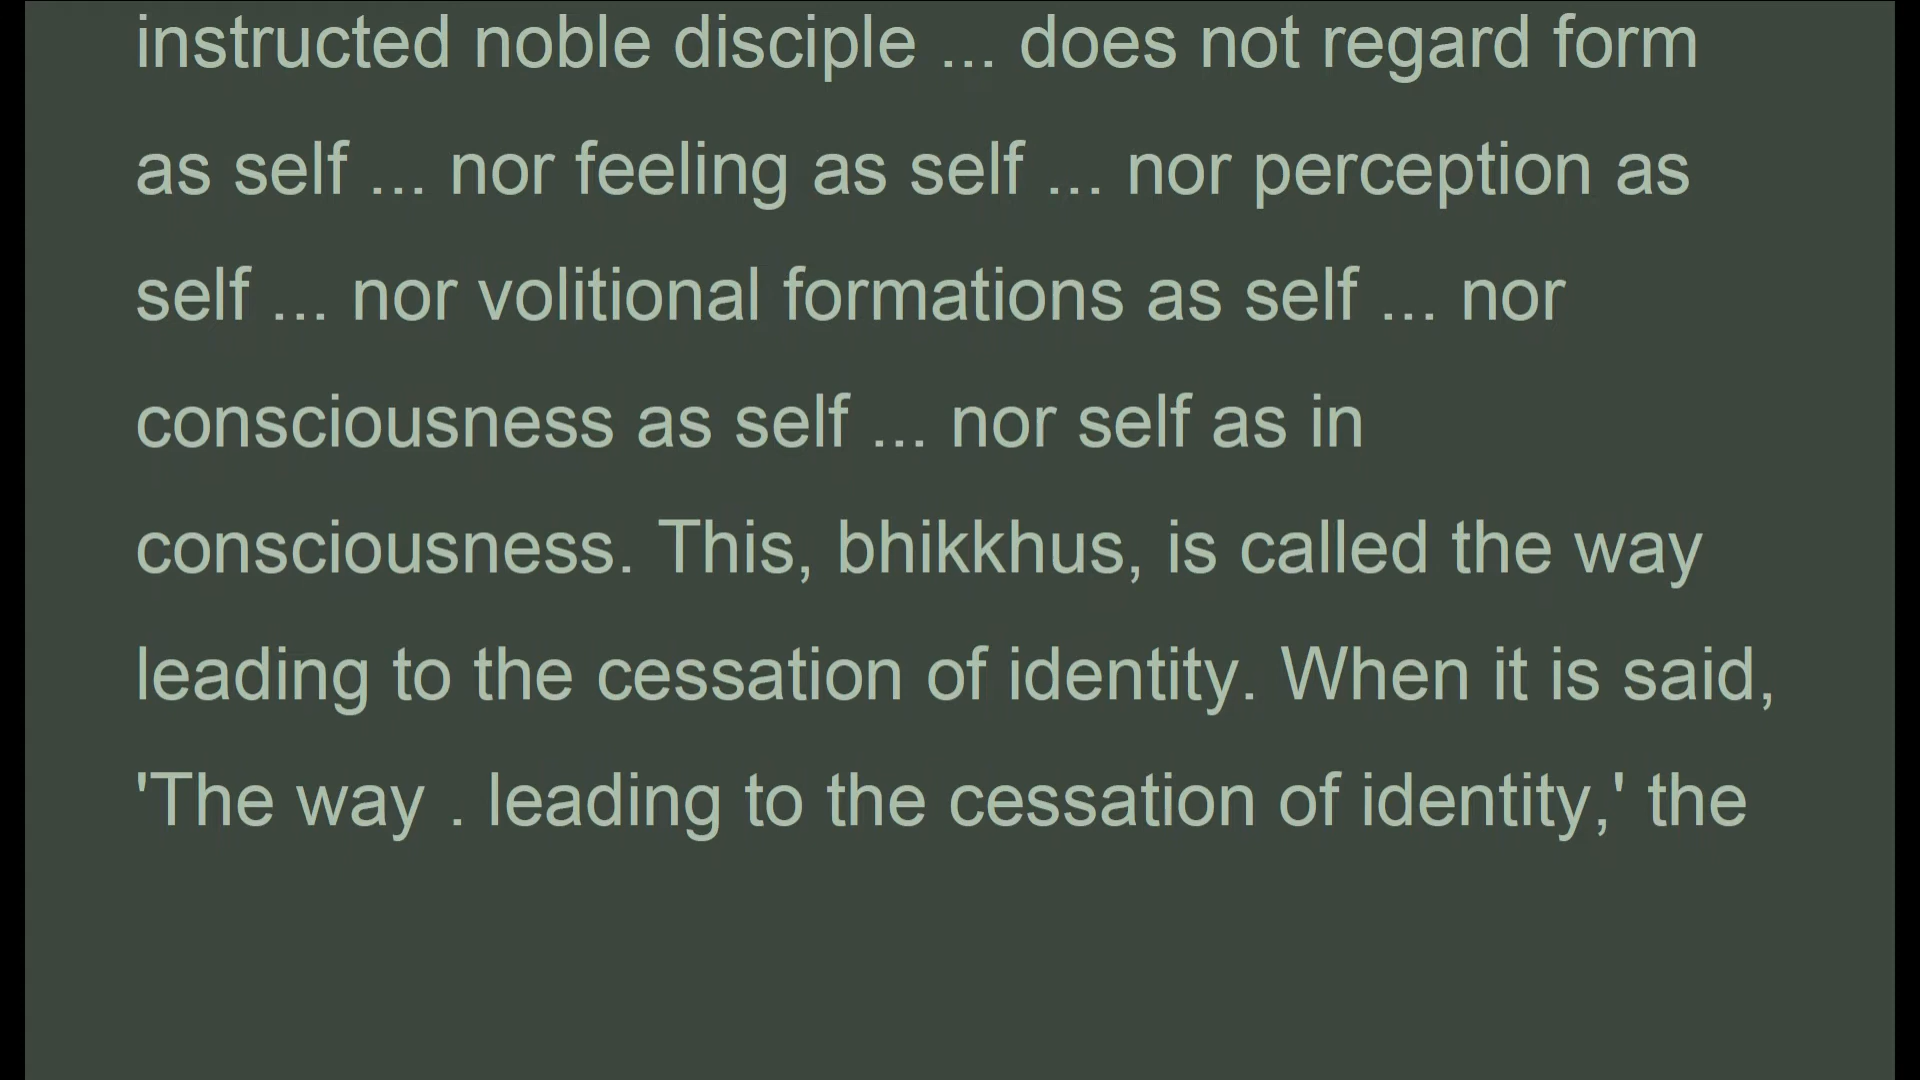 instructed noble disciple ... does not regard form
as self ... nor feeling as self ... nor perception as
self ... nor volitional formations as self ... nor
consciousness as self ... nor self as in
consciousness. This, bhikkhus, is called the way
leading to the cessation of identity. When it is said,
'The way . leading to the cessation of identity,' the